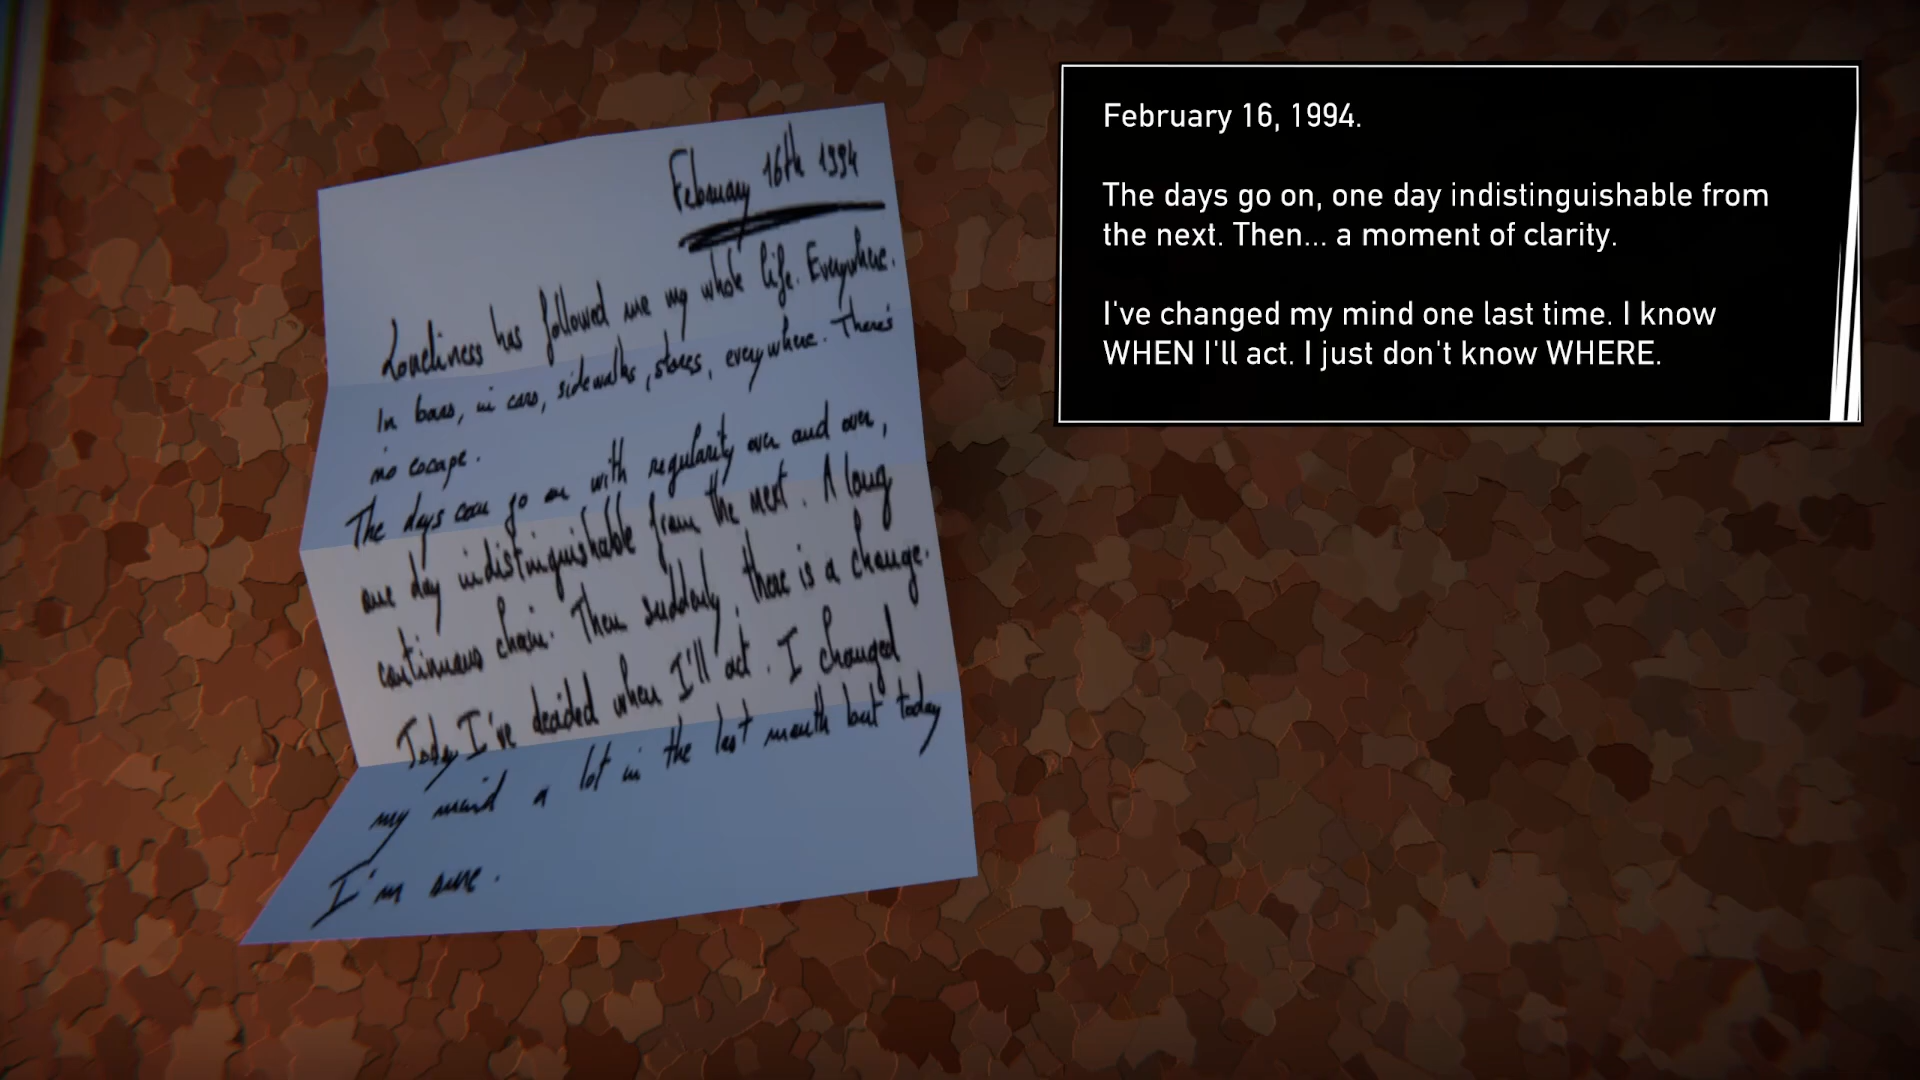 February 16th 1994
Loneliness has followed me my whole life. Everywhere.
In bars, in cars, sidewalks, stores, everywhere. There's
no escape.
The days can go on with regularity over and over,
one day indistinguishable from the next. A long
continuous chain. Then suddenly, there is a change.
Today I've decided when I'll act. I changed
my mind a lot in the last month but today
I'm sure.
February 16, 1994.
The days go on, one day indistinguishable from
the next. Then... a moment of clarity.
I've changed my mind one last time. I know
WHEN I'll act. I just don't know WHERE.